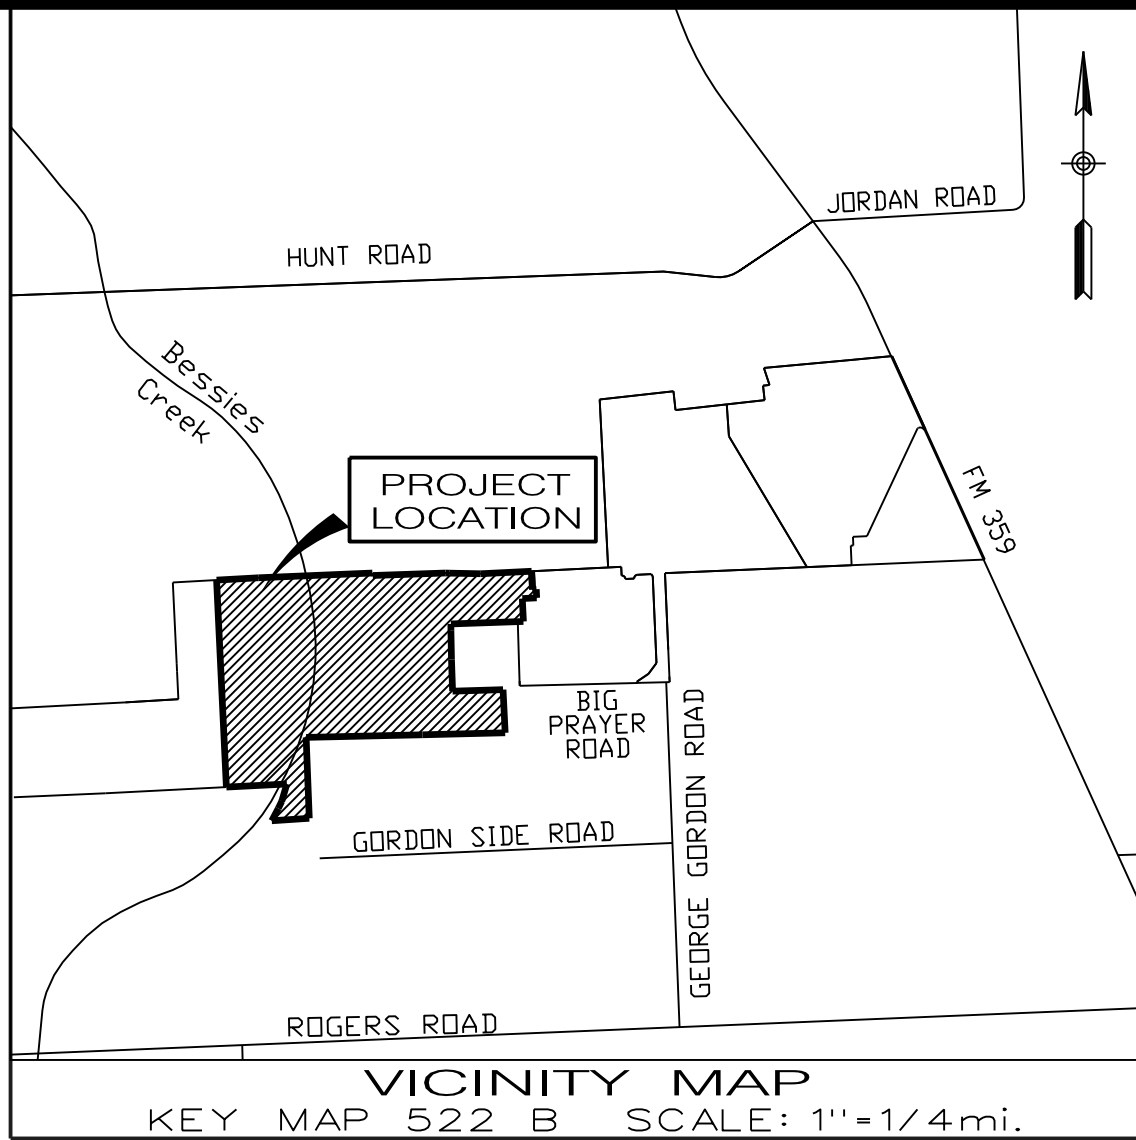 JORDAN ROAD
HUNT ROAD
Bessies
Creek
PROJECT
LOCATION
FM 359
BIG
PRAYER
ROAD
GEORGE GORDON ROAD
GORDON SIDE ROAD
ROGERS ROAD
VICINITY MAP
KEY MAP 522 B SCALE: 1''=1/4mi.